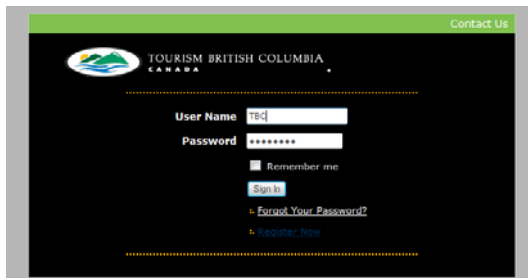 Contact Us
TOURISM BRITISH COLUMBIA
CANADA
User Name TBC
Password ••••••••
Remember me
Sign In
Forgot Your Password?
Register Now